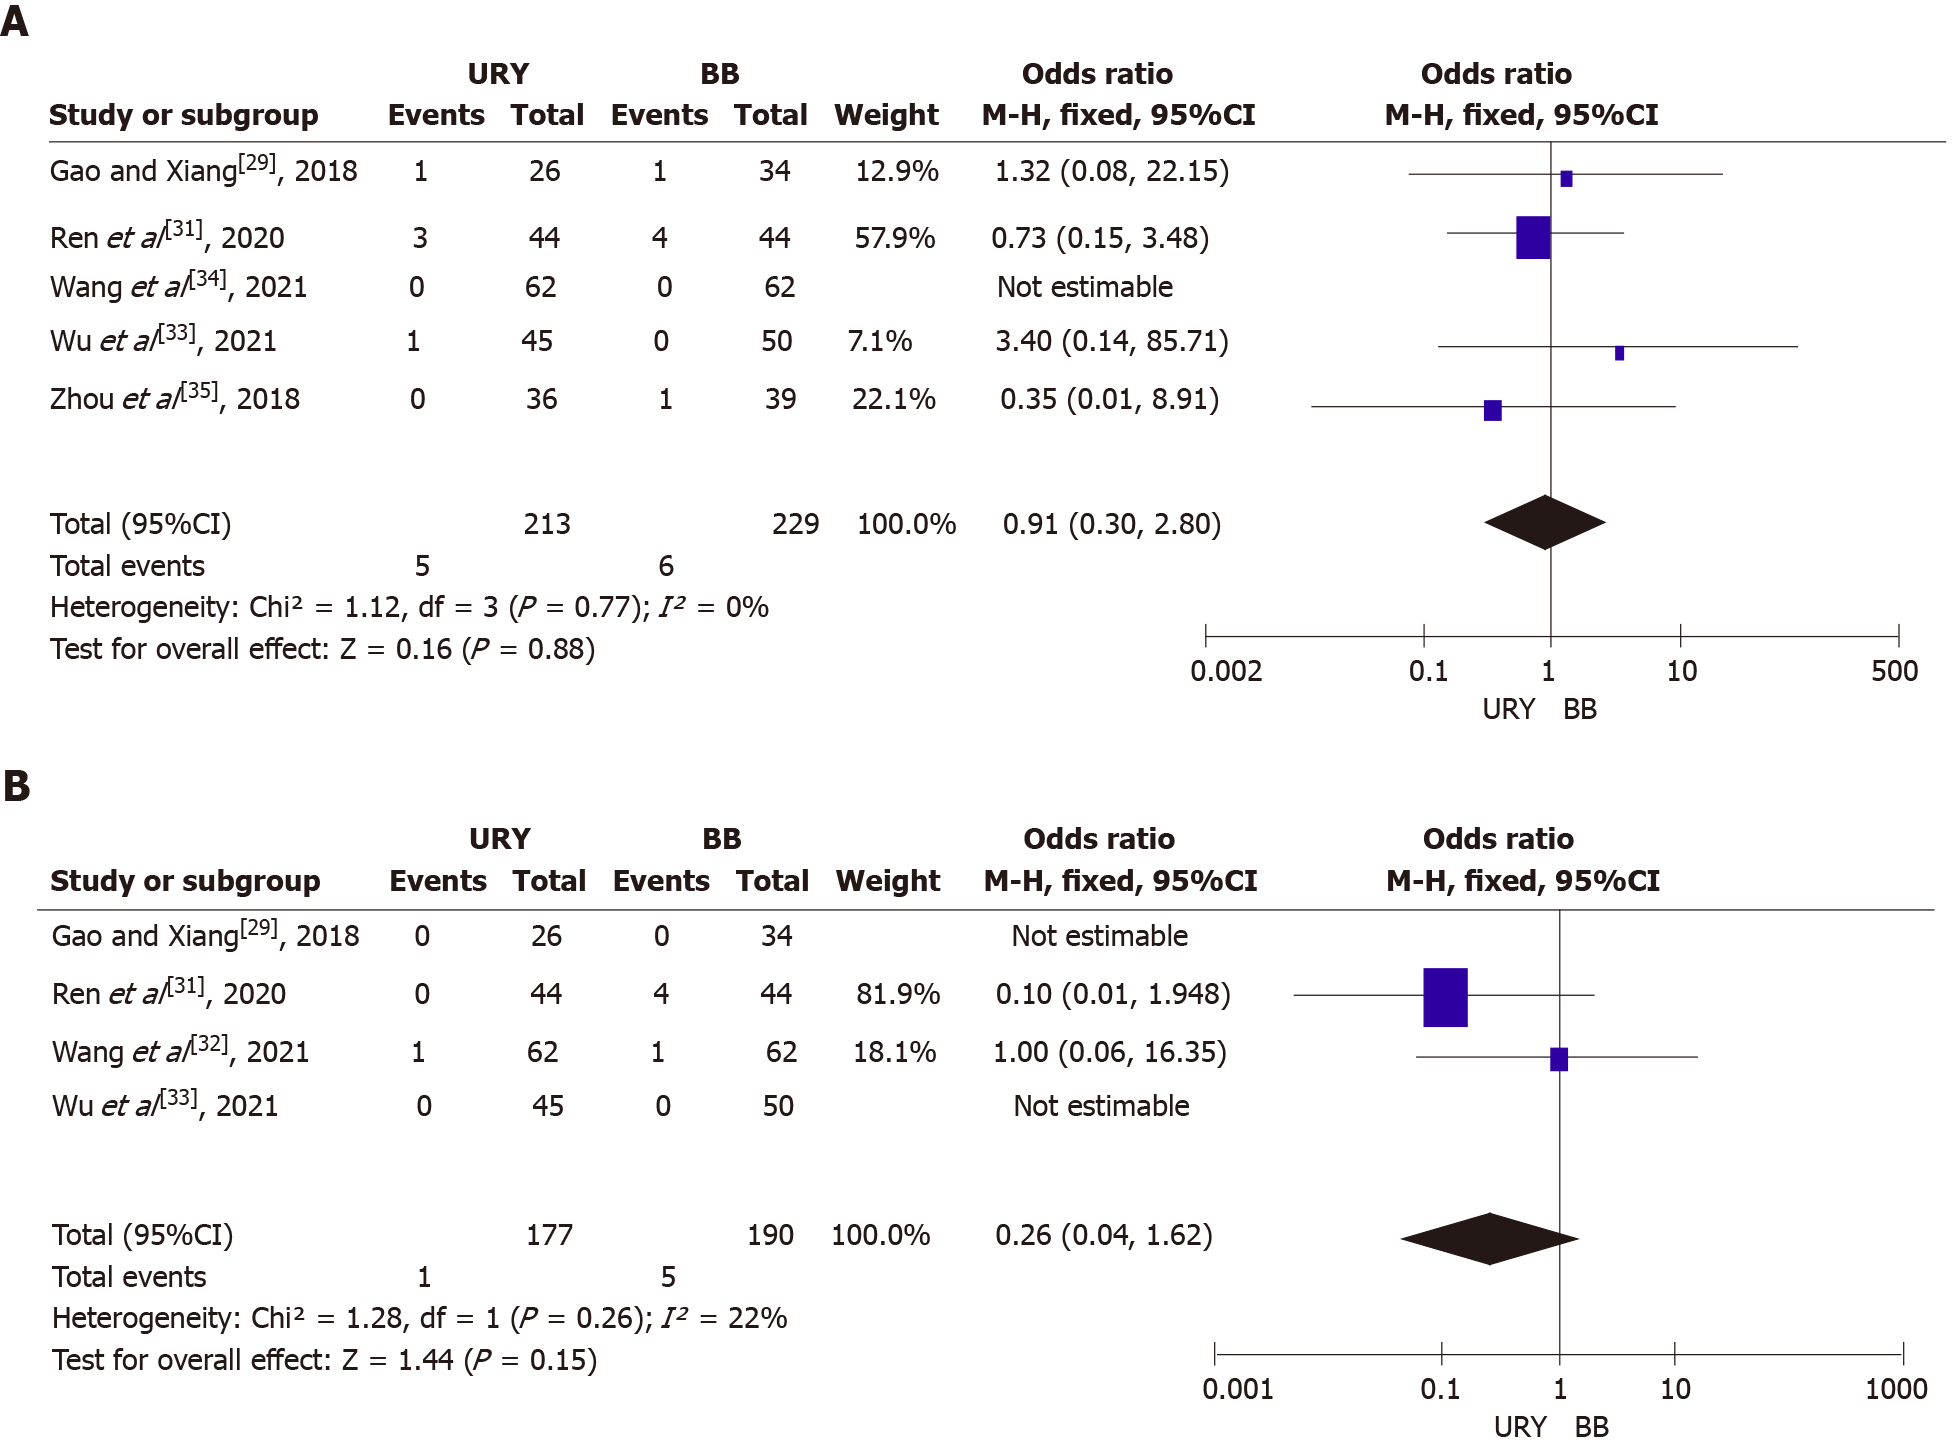 A
URY BB Odds ratio Odds ratio
Study or subgroup Events Total Events Total Weight M-H, fixed, 95%CI M-H, fixed, 95%CI
Gao and Xiang[29], 2018 1 26 1 34 12.9% 1.32 (0.08, 22.15)
Ren et al[31], 2020 3 44 4 44 57.9% 0.73 (0.15, 3.48)
Wang et al[34], 2021 0 62 0 62 Not estimable
Wu et al[33], 2021 1 45 0 50 7.1% 3.40 (0.14, 85.71)
Zhou et al[35], 2018 0 36 1 39 22.1% 0.35 (0.01, 8.91)
Total (95%CI) 213 229 100.0% 0.91 (0.30, 2.80)
Total events 5 6
Heterogeneity: Chi² = 1.12, df = 3 (P = 0.77); I² = 0%
Test for overall effect: Z = 0.16 (P = 0.88)
0.002 0.1 1 10 500
URY BB
B
URY BB Odds ratio Odds ratio
Study or subgroup Events Total Events Total Weight M-H, fixed, 95%CI M-H, fixed, 95%CI
Gao and Xiang[29], 2018 0 26 0 34 Not estimable
Ren et al[31], 2020 0 44 4 44 81.9% 0.10 (0.01, 1.948)
Wang et al[32], 2021 1 62 1 62 18.1% 1.00 (0.06, 16.35)
Wu et al[33], 2021 0 45 0 50 Not estimable
Total (95%CI) 177 190 100.0% 0.26 (0.04, 1.62)
Total events 1 5
Heterogeneity: Chi² = 1.28, df = 1 (P = 0.26); I² = 22%
Test for overall effect: Z = 1.44 (P = 0.15)
0.001 0.1 1 10 1000
URY BB